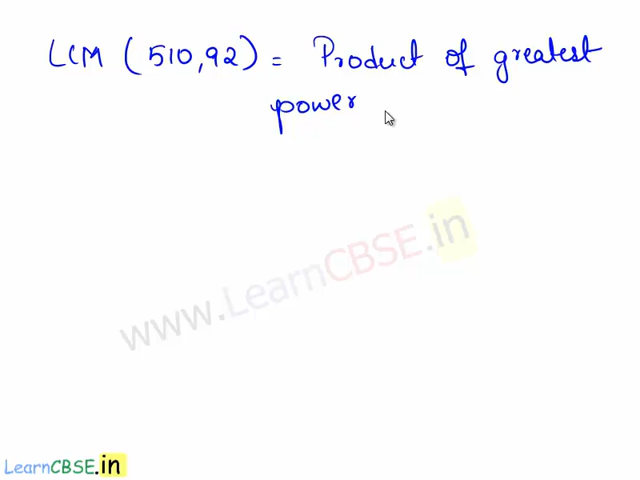 LCM (510,92) = Product of greatest
power
www.LearnCBSE.in
LearnCBSE.in